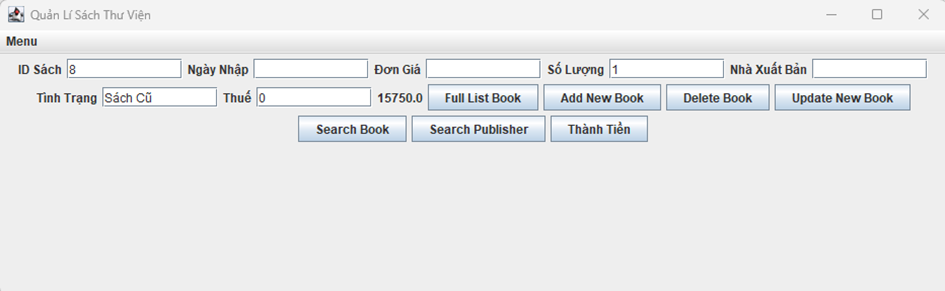 Quản Lí Sách Thư Viện
Menu
ID Sách 8 Ngày Nhập Đơn Giá Số Lượng 1 Nhà Xuất Bản
Tình Trạng Sách Cũ Thuế 0 15750.0 Full List Book Add New Book Delete Book Update New Book
Search Book Search Publisher Thành Tiền